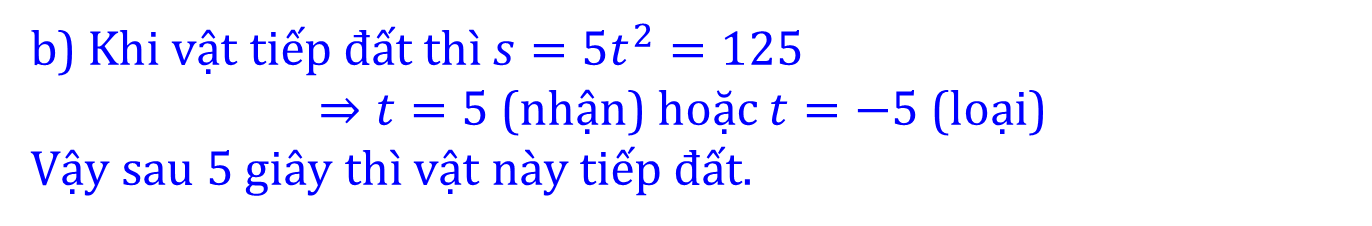 b) Khi vật tiếp đất thì s = 5t² = 125
⇒ t = 5 (nhận) hoặc t = −5 (loại)
Vậy sau 5 giây thì vật này tiếp đất.